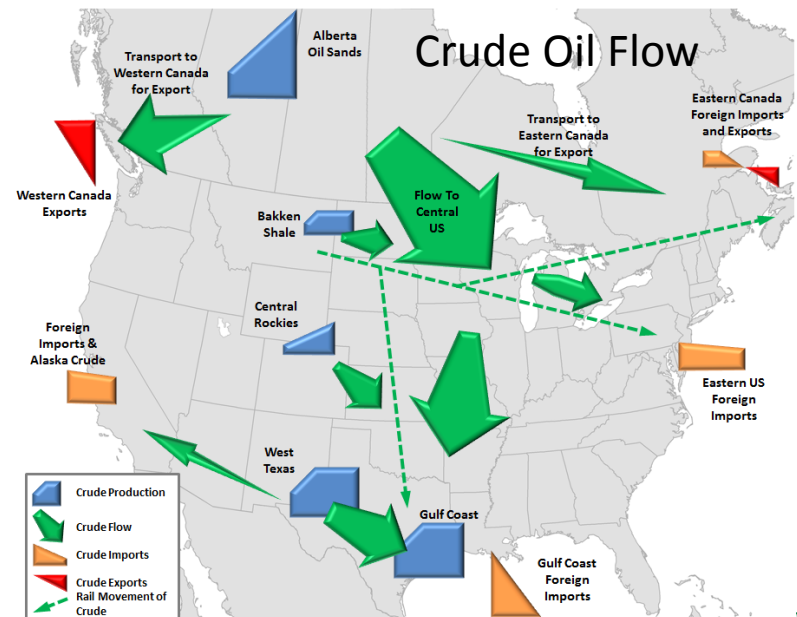 Crude Oil Flow
Alberta
Oil Sands
Transport to
Western Canada
for Export
Eastern Canada
Foreign Imports
and Exports
Transport to
Eastern Canada
for Export
Western Canada
Exports
Flow To
Central
US
Bakken
Shale
Central
Rockies
Foreign
Imports &
Alaska Crude
Eastern US
Foreign
Imports
West
Texas
Gulf Coast
Gulf Coast
Foreign
Imports
Crude Production
Crude Flow
Crude Imports
Crude Exports
Rail Movement of
Crude